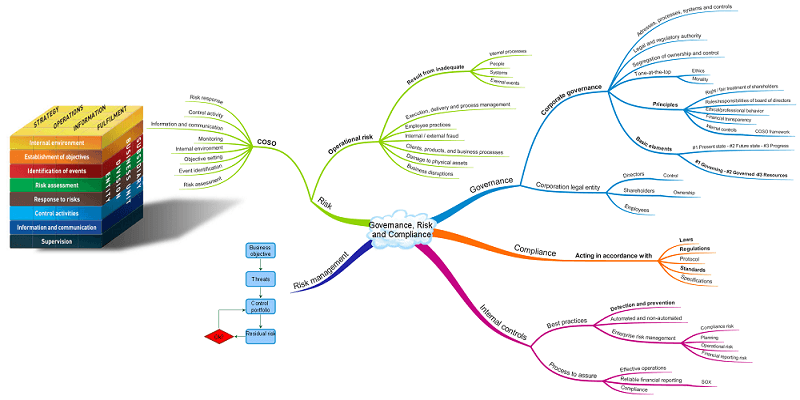 STRATEGY
OPERATIONS
INFORMATION
FULFILMENT
Internal environment
Establishment of objectives
Identification of events
Risk assessment
Response to risks
Control activities
Information and communication
Supervision
SUBSIDIARY
BUSINESS UNIT
DIVISION
ENTITY
Risk response
Control activity
Information and communication
Monitoring
Internal environment
Objective setting
Event identification
Risk assessment
COSO
Risk
Operational risk
Result from inadequate
Internal processes
People
Systems
External events
Execution, delivery and process management
Employee practices
Internal / external fraud
Clients, products, and business processes
Damage to physical assets
Business disruptions
Governance, Risk
and Compliance
Risk management
Business
objective
Threats
Control
portfolio
Residual risk
Governance
Corporate governance
Adresses, processes, systems and controls
Legal and regulatory authority
Segregation of ownership and control
Tone-at-the-top
Ethics
Morality
Principles
Right / fair treatment of shareholders
Roles/responsibilities of board of directors
Ethical/professional behavior
Financial transparency
Internal controls
COSO framework
Basic elements
#1 Present state - #2 Future state - #3 Progress
#1 Governing - #2 Governed #3 Resources
Corporation legal entity
Directors
Control
Shareholders
Ownership
Employees
Compliance
Acting in accordance with
Laws
Regulations
Protocol
Standards
Specifications
Internal controls
Best practices
Detection and prevention
Automated and non-automated
Enterprise risk management
Compliance risk
Planning
Operational risk
Financial reporting risk
Process to assure
Effective operations
Reliable financial reporting
SOX
Compliance